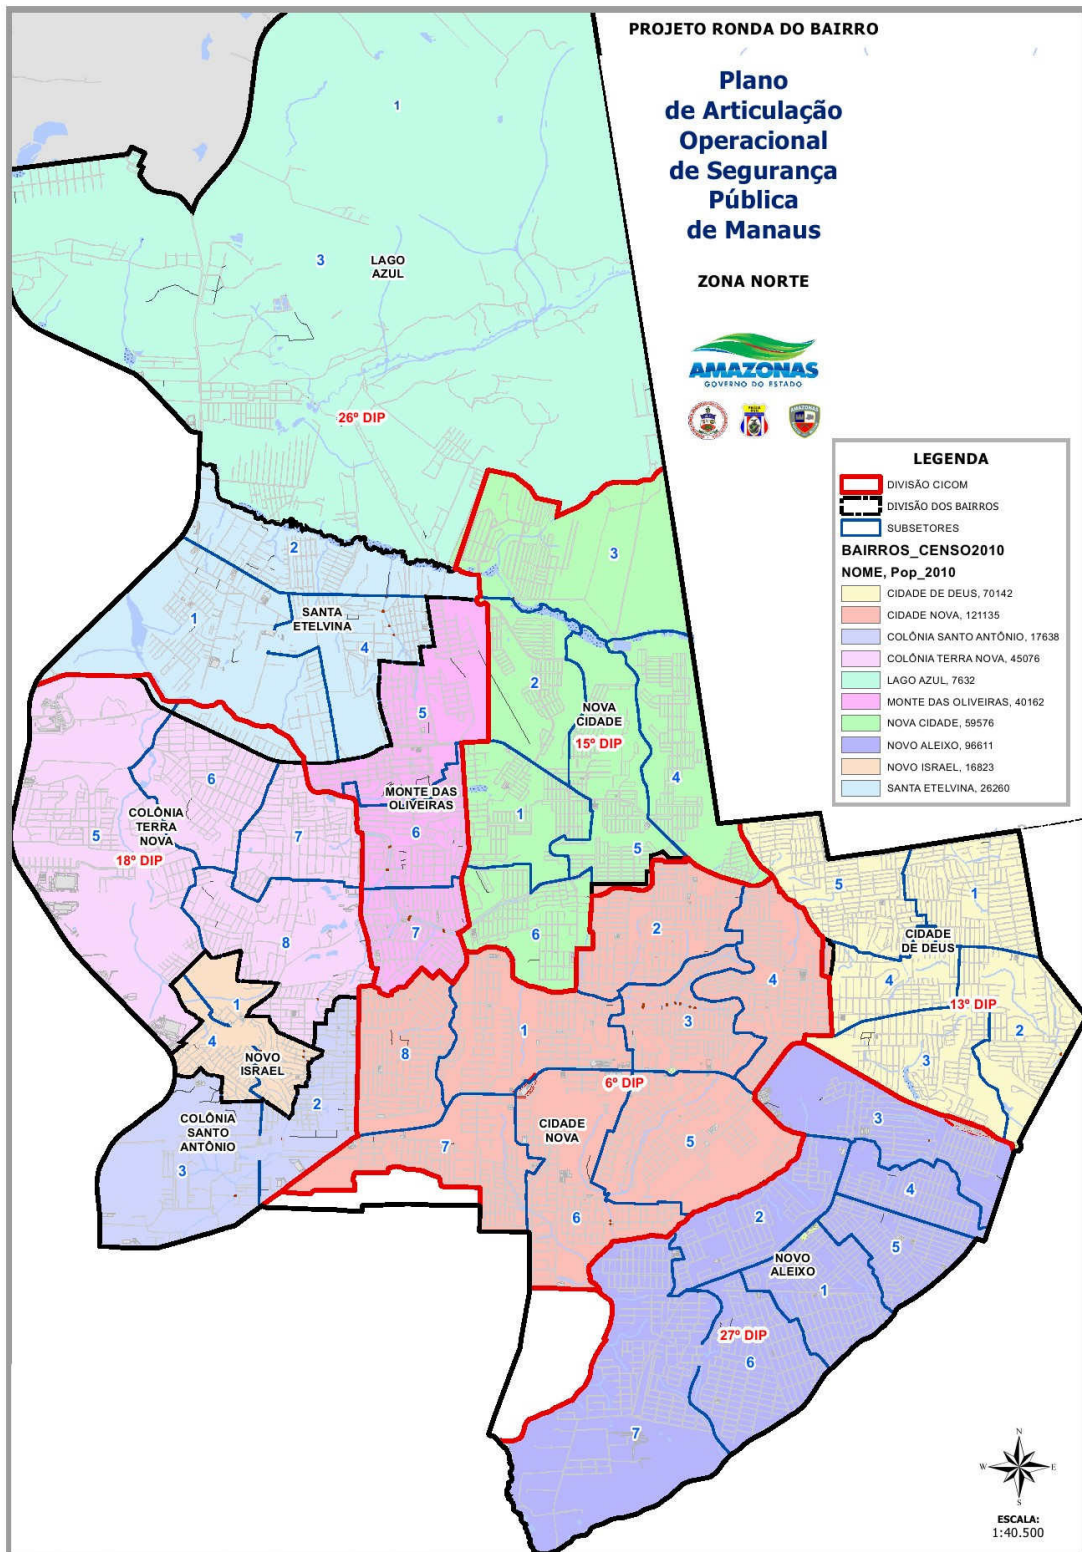 PROJETO RONDA DO BAIRRO
Plano
de Articulação
Operacional
de Segurança
Pública
de Manaus
ZONA NORTE
AMAZONAS
GOVERNO DO ESTADO
LEGENDA
DIVISÃO CICOM
DIVISÃO DOS BAIRROS
SUBSETORES
BAIRROS_CENSO2010
NOME, Pop_2010
CIDADE DE DEUS, 70142
CIDADE NOVA, 121135
COLÔNIA SANTO ANTÔNIO, 17638
COLÔNIA TERRA NOVA, 45076
LAGO AZUL, 7632
MONTE DAS OLIVEIRAS, 40162
NOVA CIDADE, 59576
NOVO ALEIXO, 96611
NOVO ISRAEL, 16823
SANTA ETELVINA, 26260
1
3
LAGO
AZUL
26º DIP
2
1
SANTA
ETELVINA
4
3
2
NOVA
CIDADE
15º DIP
4
1
5
6
5
MONTE DAS
OLIVEIRAS
6
7
6
COLÔNIA
TERRA
NOVA
5
7
18º DIP
8
1
4
NOVO
ISRAEL
2
COLÔNIA
SANTO
ANTÔNIO
3
2
4
3
1
8
6º DIP
CIDADE
NOVA
7
5
6
5
1
CIDADE
DE DEUS
4
13º DIP
2
3
3
4
2
5
NOVO
ALEIXO
1
27º DIP
6
7
N
W
E
S
ESCALA:
1:40.500